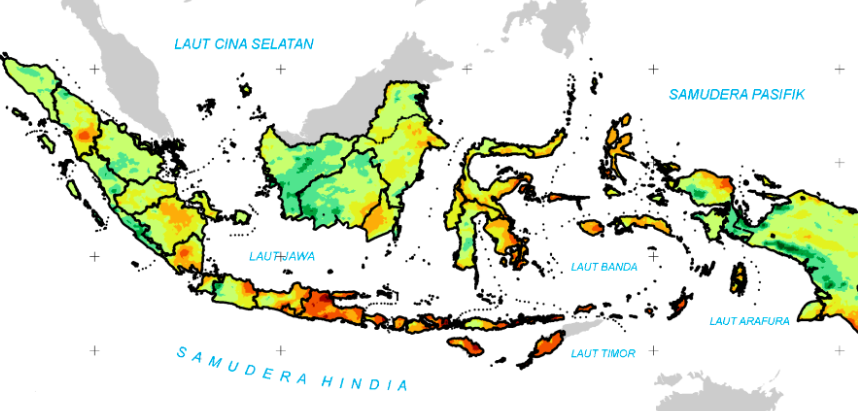 LAUT CINA SELATAN
SAMUDERA PASIFIK
LAUT JAWA
LAUT BANDA
LAUT ARAFURA
LAUT TIMOR
SAMUDERA HINDIA